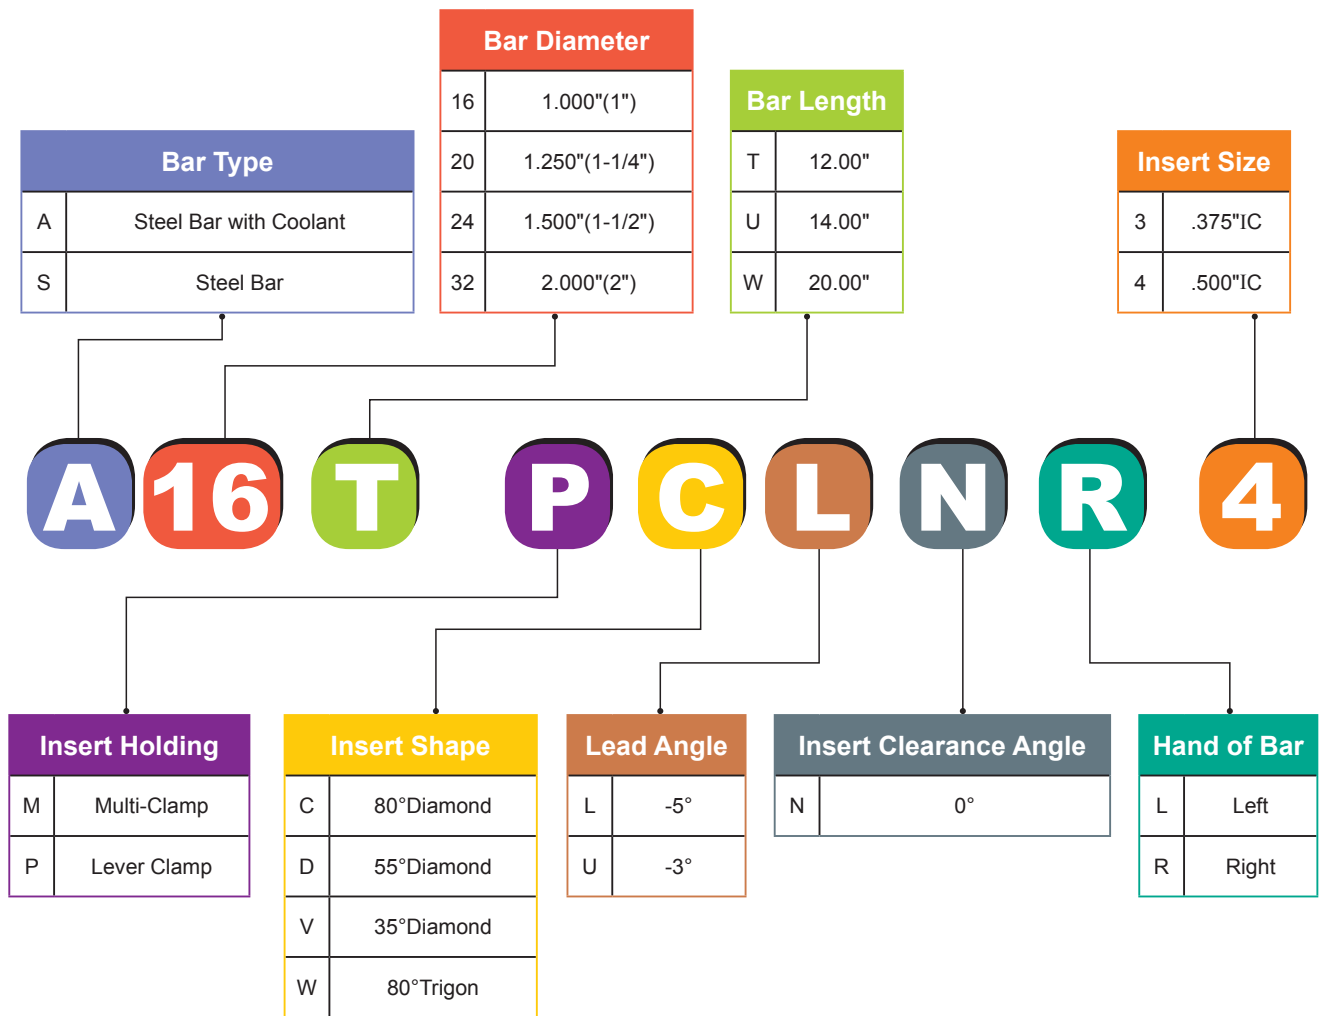 Bar Diameter
16 1.000"(1")
20 1.250"(1-1/4")
24 1.500"(1-1/2")
32 2.000"(2")
Bar Length
T 12.00"
U 14.00"
W 20.00"
Bar Type
A Steel Bar with Coolant
S Steel Bar
Insert Size
3 .375"IC
4 .500"IC
A 16 T P C L N R 4
Insert Holding
M Multi-Clamp
P Lever Clamp
Insert Shape
C 80°Diamond
D 55°Diamond
V 35°Diamond
W 80°Trigon
Lead Angle
L -5°
U -3°
Insert Clearance Angle
N 0°
Hand of Bar
L Left
R Right